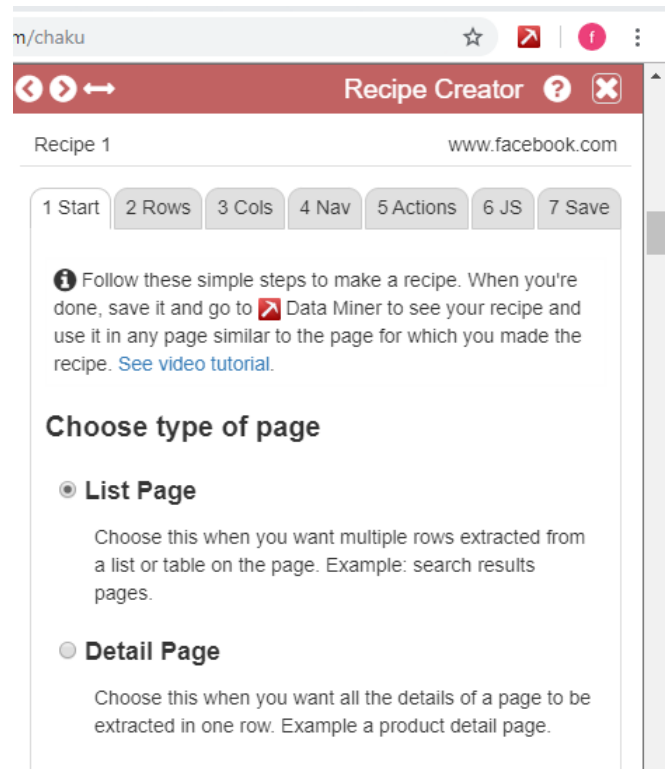 m/chaku
f
Recipe Creator ?
Recipe 1 www.facebook.com
1 Start 2 Rows 3 Cols 4 Nav 5 Actions 6 JS 7 Save
Follow these simple steps to make a recipe. When you're
done, save it and go to Data Miner to see your recipe and
use it in any page similar to the page for which you made the
recipe. See video tutorial.
Choose type of page
List Page
Choose this when you want multiple rows extracted from
a list or table on the page. Example: search results
pages.
Detail Page
Choose this when you want all the details of a page to be
extracted in one row. Example a product detail page.